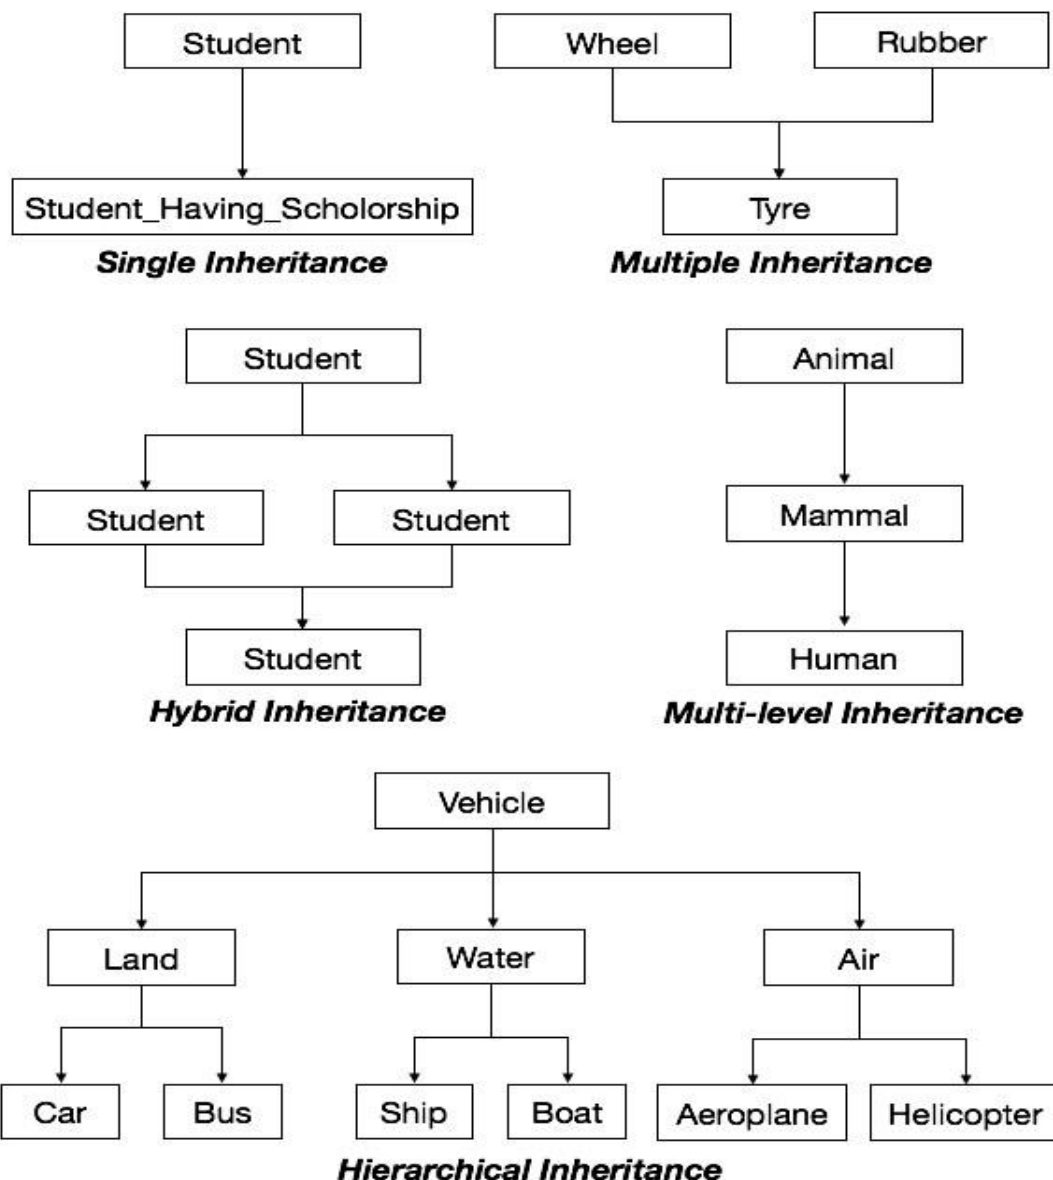 Student
Wheel
Rubber
Student_Having_Scholorship
Tyre
Single Inheritance
Multiple Inheritance
Student
Animal
Student
Student
Mammal
Student
Human
Hybrid Inheritance
Multi-level Inheritance
Vehicle
Land
Water
Air
Car
Bus
Ship
Boat
Aeroplane
Helicopter
Hierarchical Inheritance